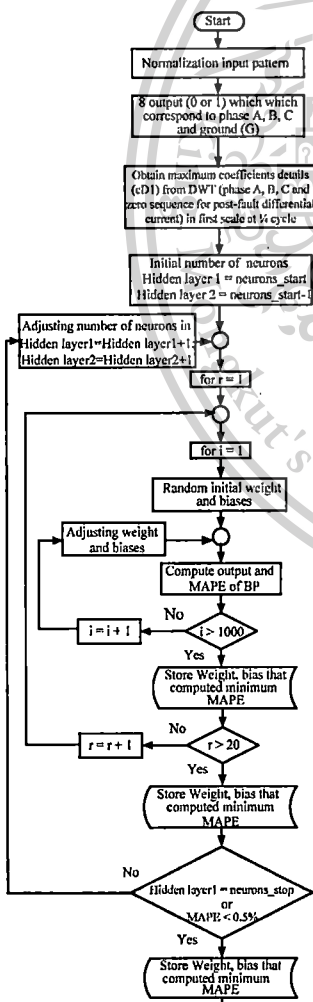 Start
Normalization input pattern
8 output (0 or 1) which which
correspond to phase A, B, C
and ground (G)
Obtain maximum coefficients details
(cD1) from DWT (phase A, B, C and
zero sequence for post-fault differential
current) in first scale at ¼ cycle
Initial number of neurons
Hidden layer 1 = neurons_start
Hidden layer 2 = neurons_start-1
Adjusting number of neurons in
Hidden layer1=Hidden layer1+1;
Hidden layer2=Hidden layer2+1
for r = 1
for i = 1
Random initial weight
and biases
Adjusting weight
and biases
Compute output and
MAPE of BP
No
i = i + 1
i > 1000
Yes
Store Weight, bias that
computed minimum
MAPE
No
r = r + 1
r > 20
Yes
Store Weight, bias that
computed minimum
MAPE
No
Hidden layer1 = neurons_stop
or
MAPE < 0.5%
Yes
Store Weight, bias that
computed minimum
MAPE
gkut's